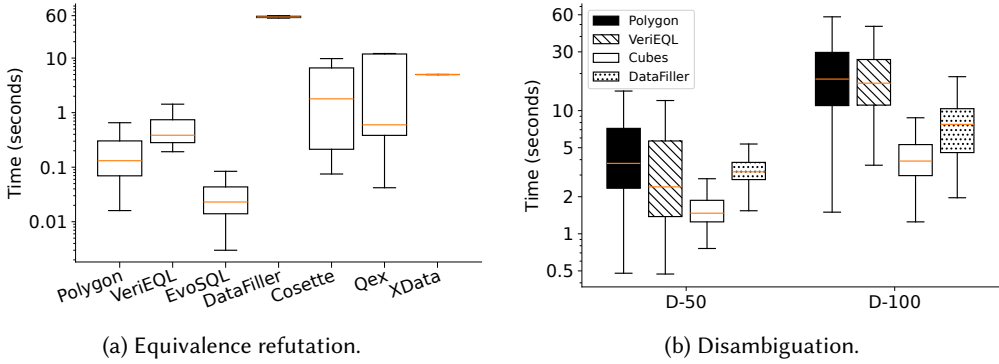 60
10
1
0.1
0.01
Time (seconds)
Polygon
VeriEQL
EvoSQL
DataFiller
Cosette
Qex
XData
(a) Equivalence refutation.
60
30
10
5
2
1
0.5
Time (seconds)
Polygon
VeriEQL
Cubes
DataFiller
D-50
D-100
(b) Disambiguation.